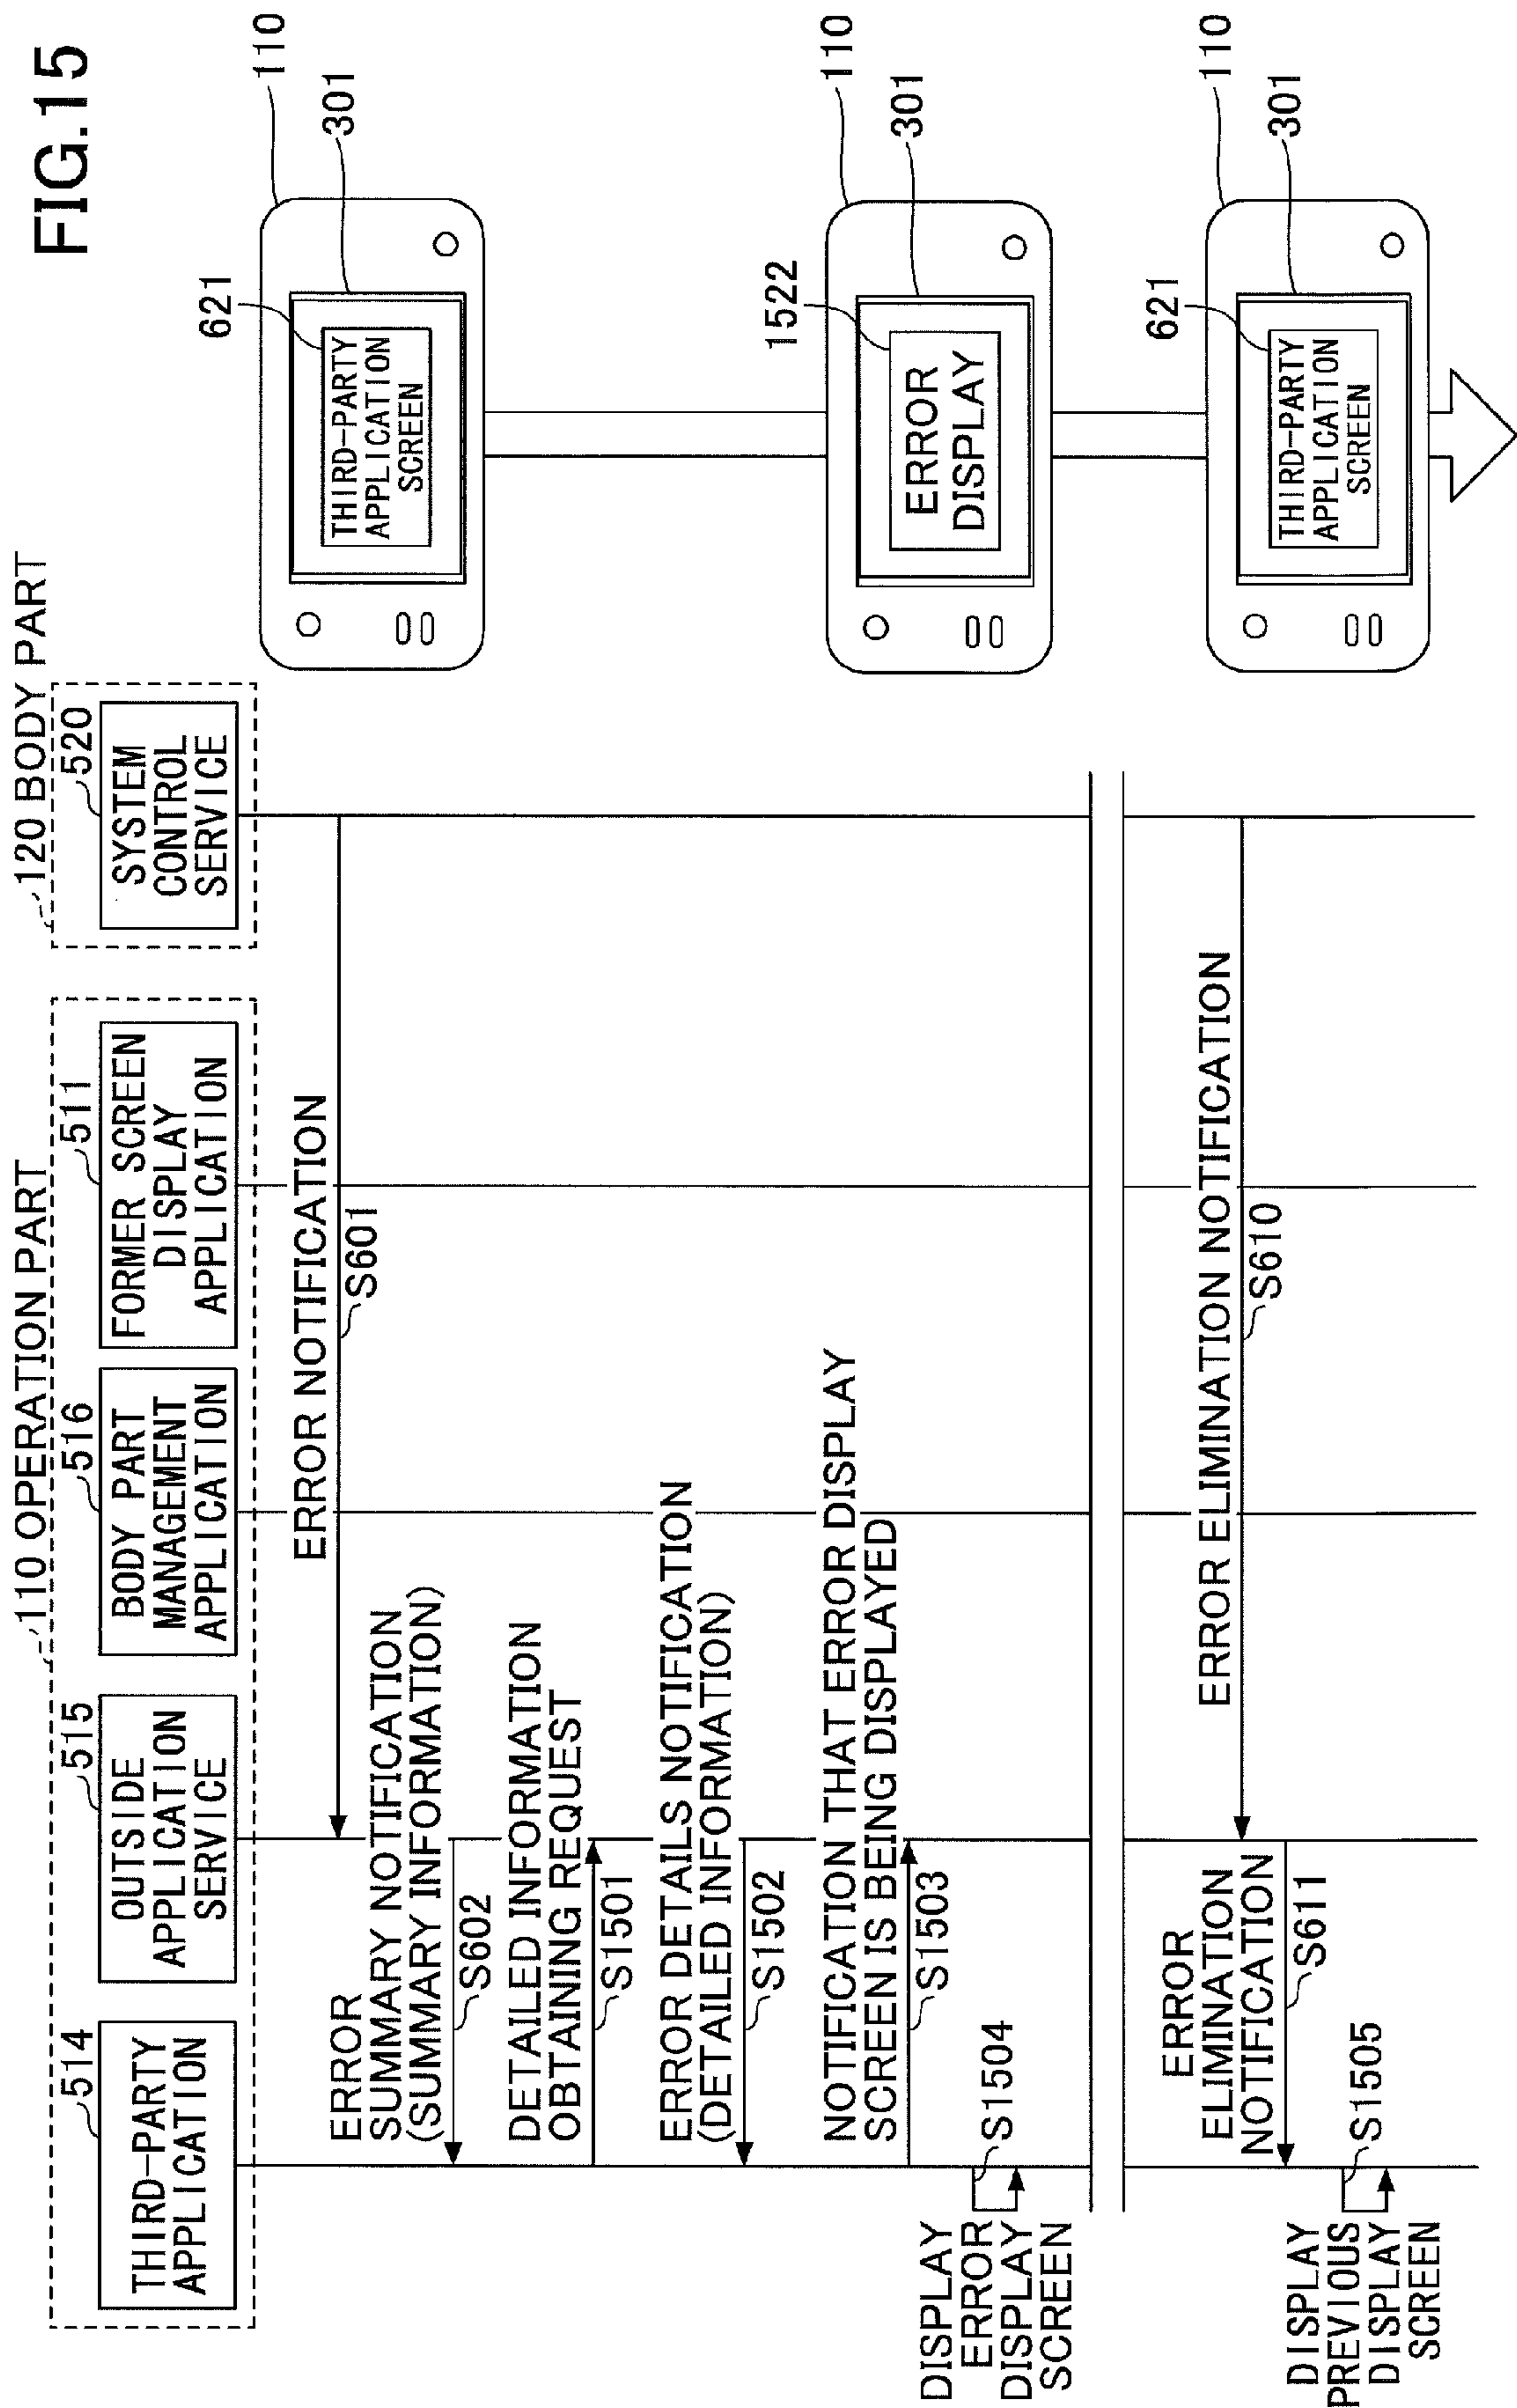 FIG.15
110 OPERATION PART
120 BODY PART
514
THIRD-PARTY
APPLICATION
515
OUTSIDE
APPLICATION
SERVICE
516
BODY PART
MANAGEMENT
APPLICATION
511
FORMER SCREEN
DISPLAY
APPLICATION
520
SYSTEM
CONTROL
SERVICE
ERROR NOTIFICATION
S601
ERROR
SUMMARY NOTIFICATION
(SUMMARY INFORMATION)
S602
DETAILED INFORMATION
OBTAINING REQUEST
S1501
ERROR DETAILS NOTIFICATION
(DETAILED INFORMATION)
S1502
NOTIFICATION THAT ERROR DISPLAY
SCREEN IS BEING DISPLAYED
S1503
DISPLAY
ERROR
DISPLAY
SCREEN
S1504
ERROR ELIMINATION NOTIFICATION
S610
ERROR
ELIMINATION
NOTIFICATION
S611
DISPLAY
PREVIOUS
DISPLAY
SCREEN
S1505
110
301
621
THIRD-PARTY
APPLICATION
SCREEN
110
301
1522
ERROR
DISPLAY
110
301
621
THIRD-PARTY
APPLICATION
SCREEN